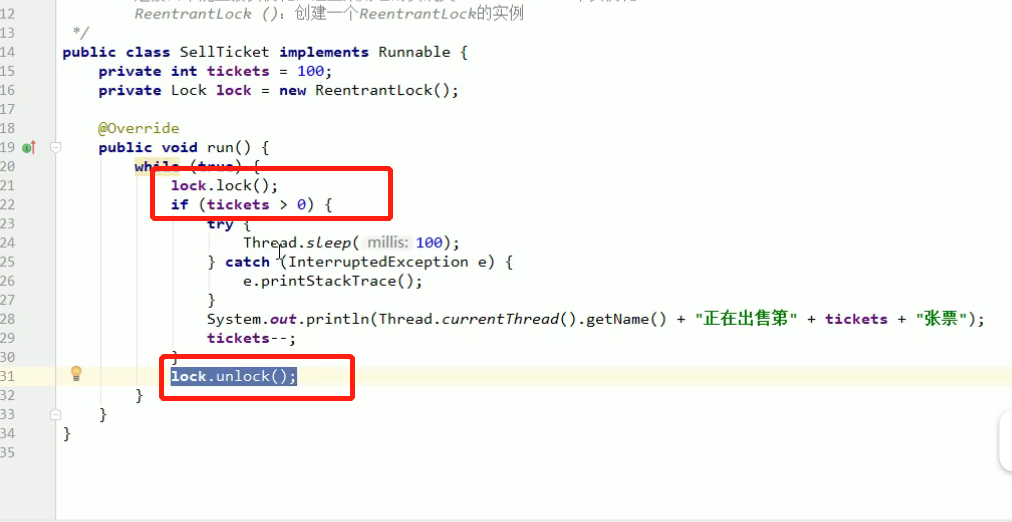 12 ReentrantLock ()：创建一个ReentrantLock的实例
13 */
14 public class SellTicket implements Runnable {
15 private int tickets = 100;
16 private Lock lock = new ReentrantLock();
17
18 @Override
19 public void run() {
20 while (true) {
21 lock.lock();
22 if (tickets > 0) {
23 try {
24 Thread.sleep( millis: 100);
25 } catch (InterruptedException e) {
26 e.printStackTrace();
27 }
28 System.out.println(Thread.currentThread().getName() + "正在出售第" + tickets + "张票");
29 tickets--;
30 }
31 lock.unlock();
32 }
33 }
34 }
35